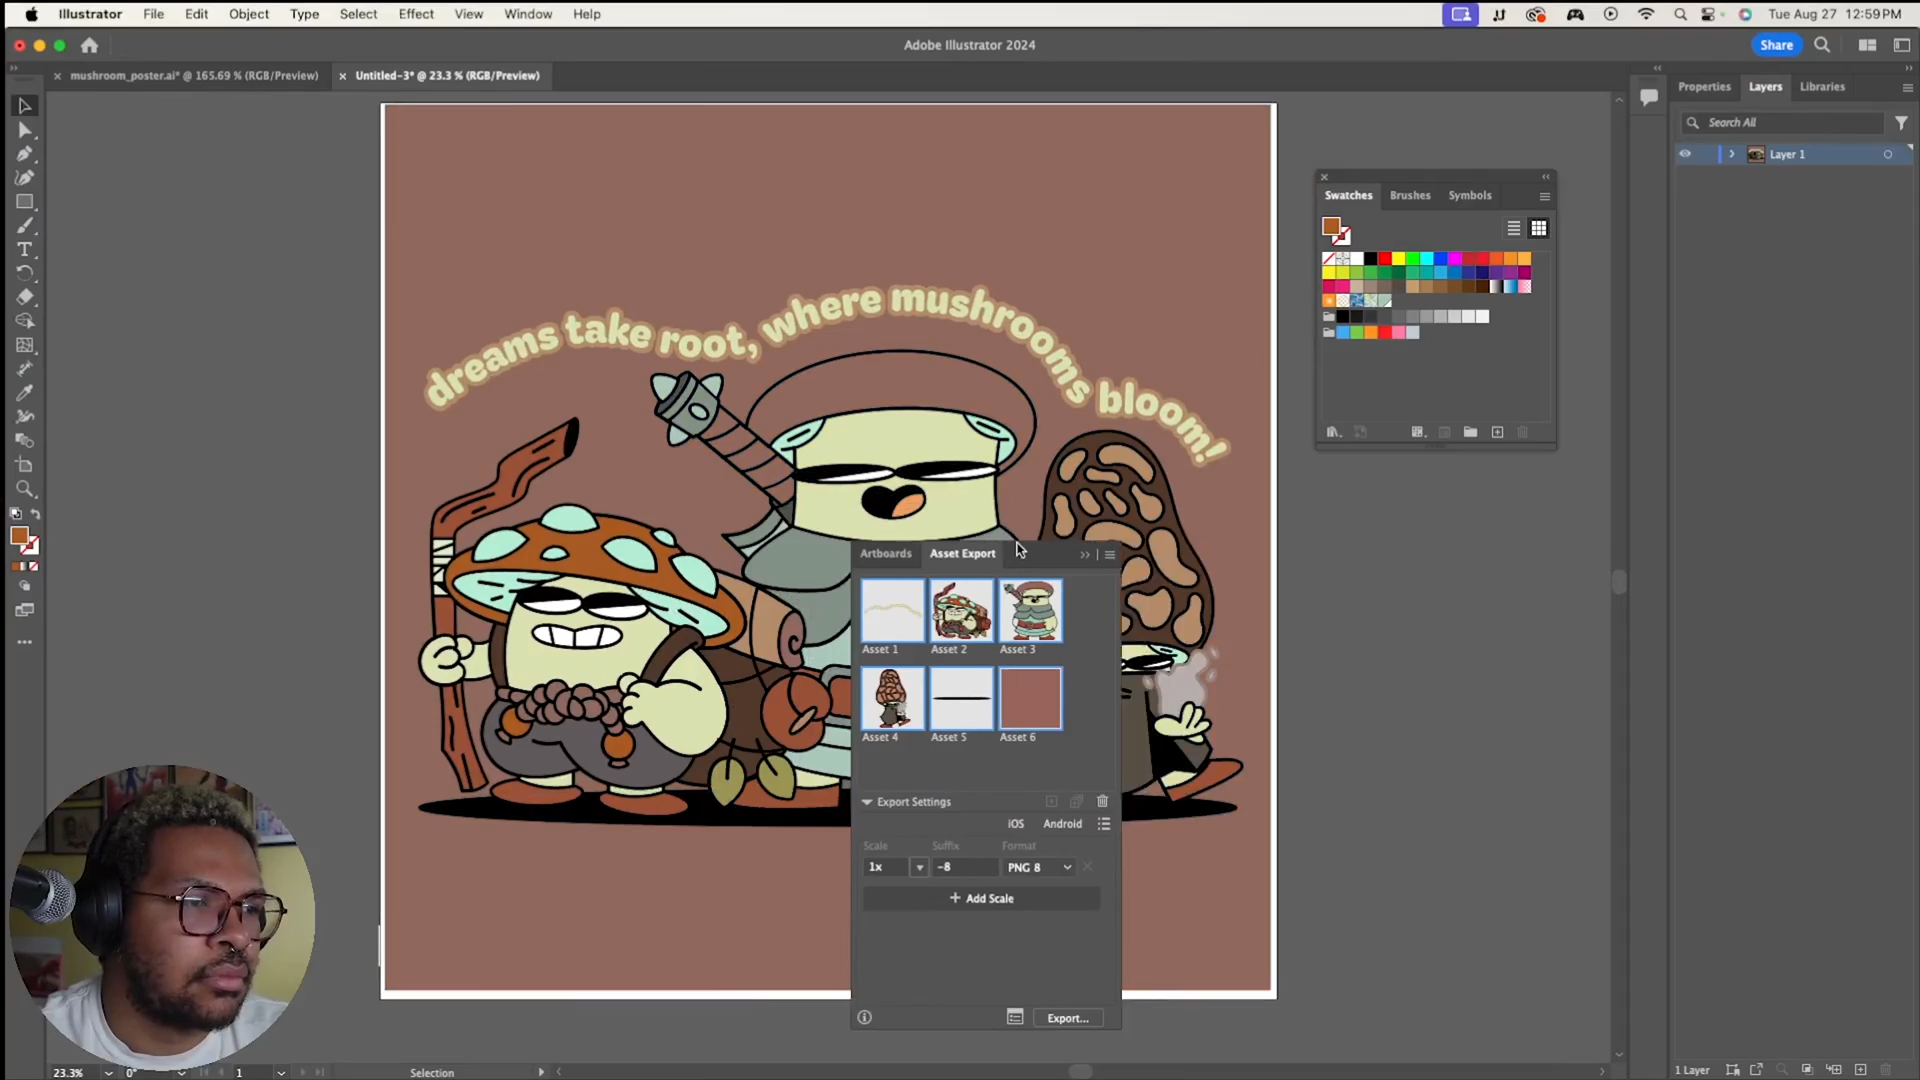 Illustrator File Edit Object Type Select Effect View Window Help Tue Aug 27 12:59 PM
Adobe Illustrator 2024 Share
mushroom_poster.ai* @ 165.69 % (RGB/Preview) Untitled-3* @ 23.3 % (RGB/Preview)
Properties Layers Libraries
Search All
Layer 1
Swatches Brushes Symbols
dreams take root, where mushrooms bloom!
Artboards Asset Export
Asset 1 Asset 2 Asset 3
Asset 4 Asset 5 Asset 6
Export Settings
iOS Android
Scale Suffix Format
1x -8 PNG 8
+ Add Scale
Export...
23.3% 0° 1 Selection 1 Layer